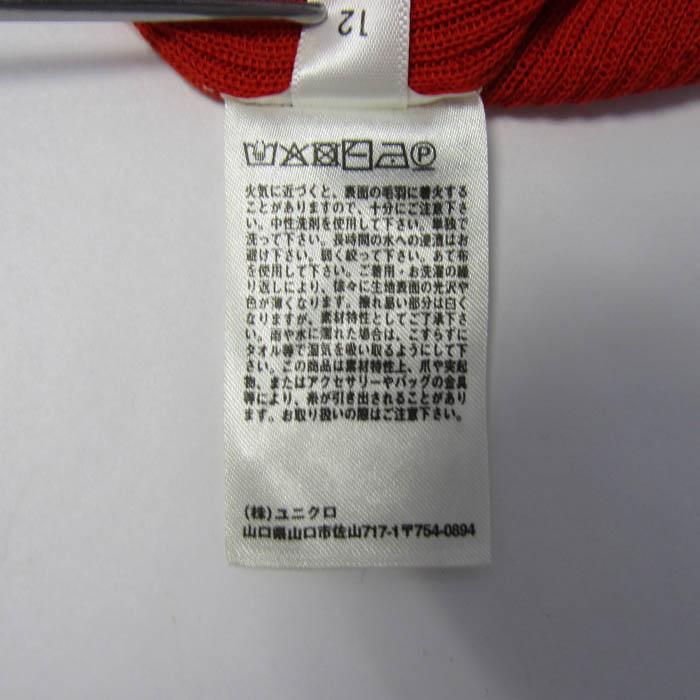 12
P
火気に近づくと、表面の毛羽に着火する
ことがありますので、十分にご注意下さ
い。中性洗剤を使用して下さい。単独で
洗って下さい。長時間の水への浸漬はお
避け下さい。弱く絞って下さい。あて布
を使用して下さい。ご着用・お洗濯の繰
り返しにより、徐々に生地表面の光沢や
色が薄くなります。擦れ易い部分は白く
なりますが、素材特性としてご了承下さ
い。雨や水に濡れた場合は、こすらずに
タオル等で湿気を吸い取るようにして下
さい。この商品は素材特性上、爪や突起
物、またはアクセサリーやバッグの金具
等により、糸が引き出されることがあり
ます。お取り扱いの際はご注意下さい。
(株)ユニクロ
山口県山口市佐山717-1〒754-0894